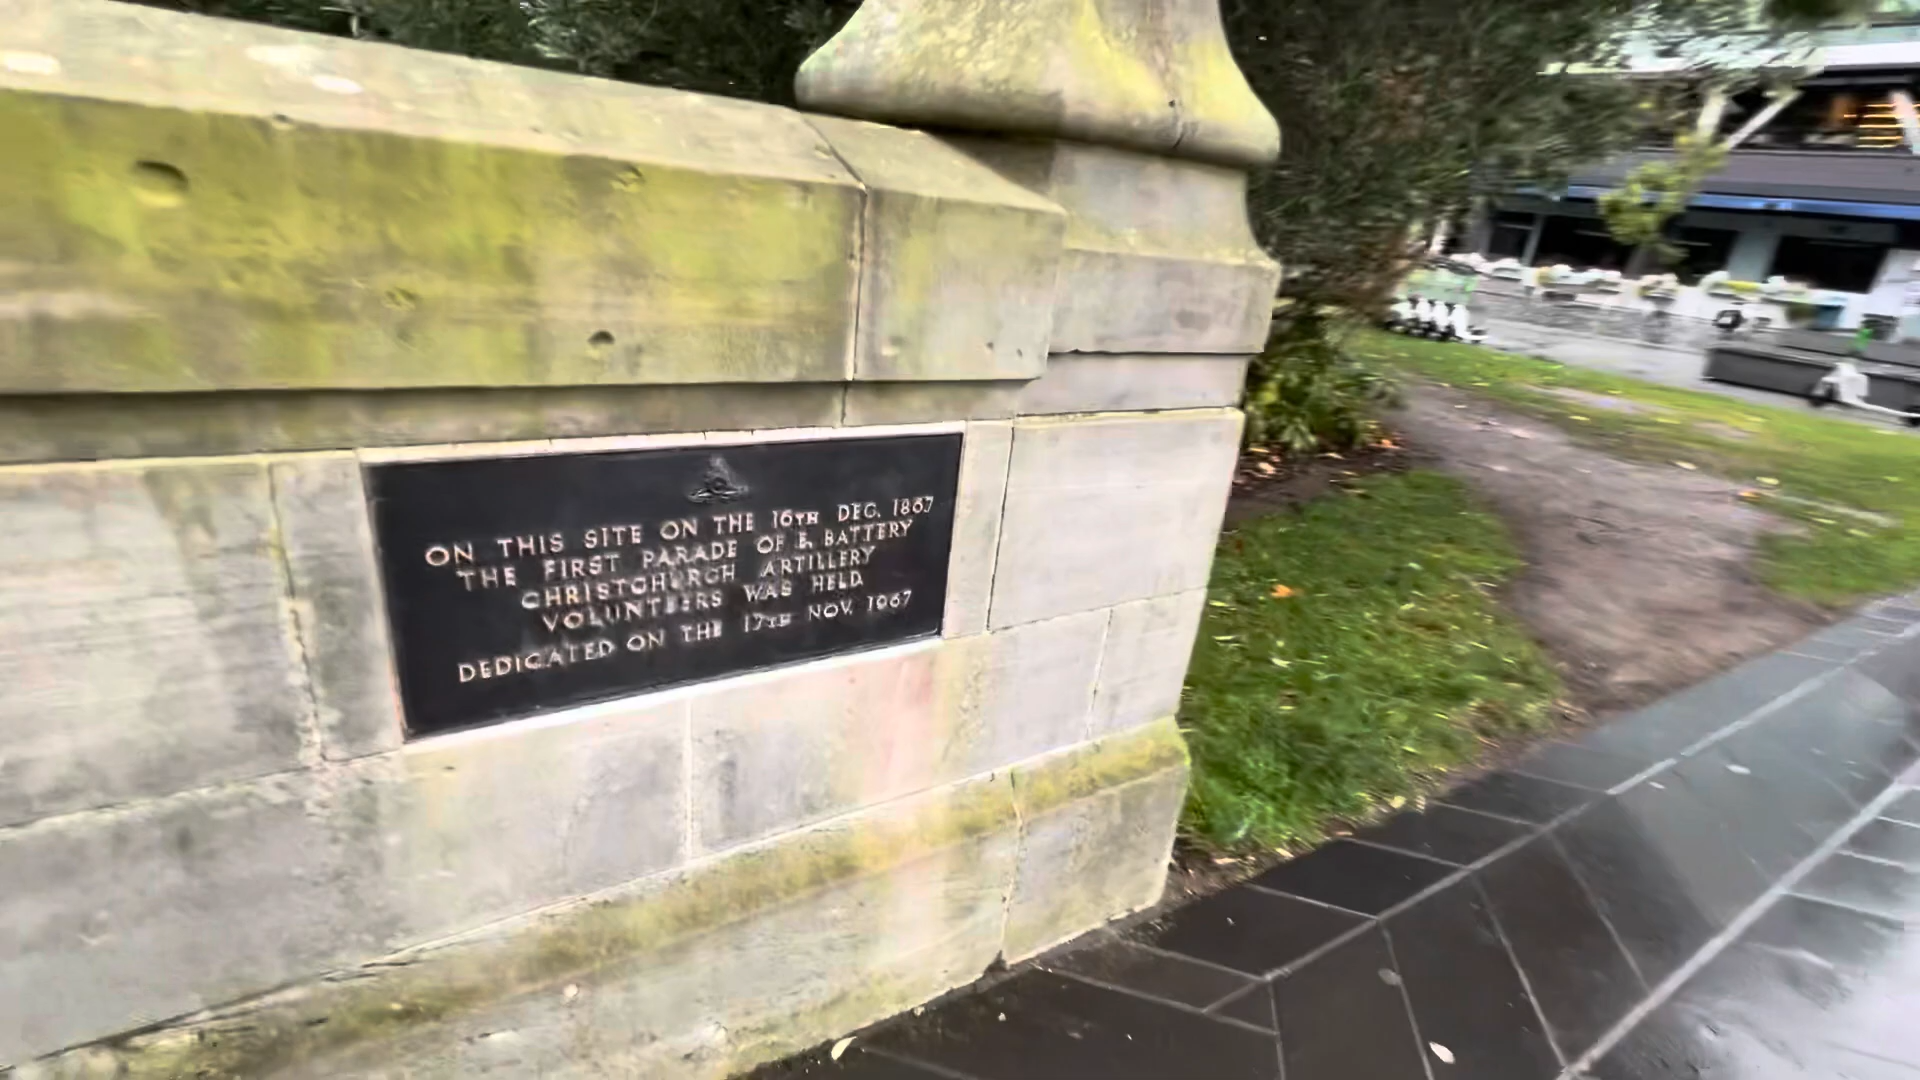 ON THIS SITE ON THE 16TH DEC. 1867
THE FIRST PARADE OF E. BATTERY
CHRISTCHURCH ARTILLERY
VOLUNTEERS WAS HELD.
DEDICATED ON THE 17TH NOV. 1967